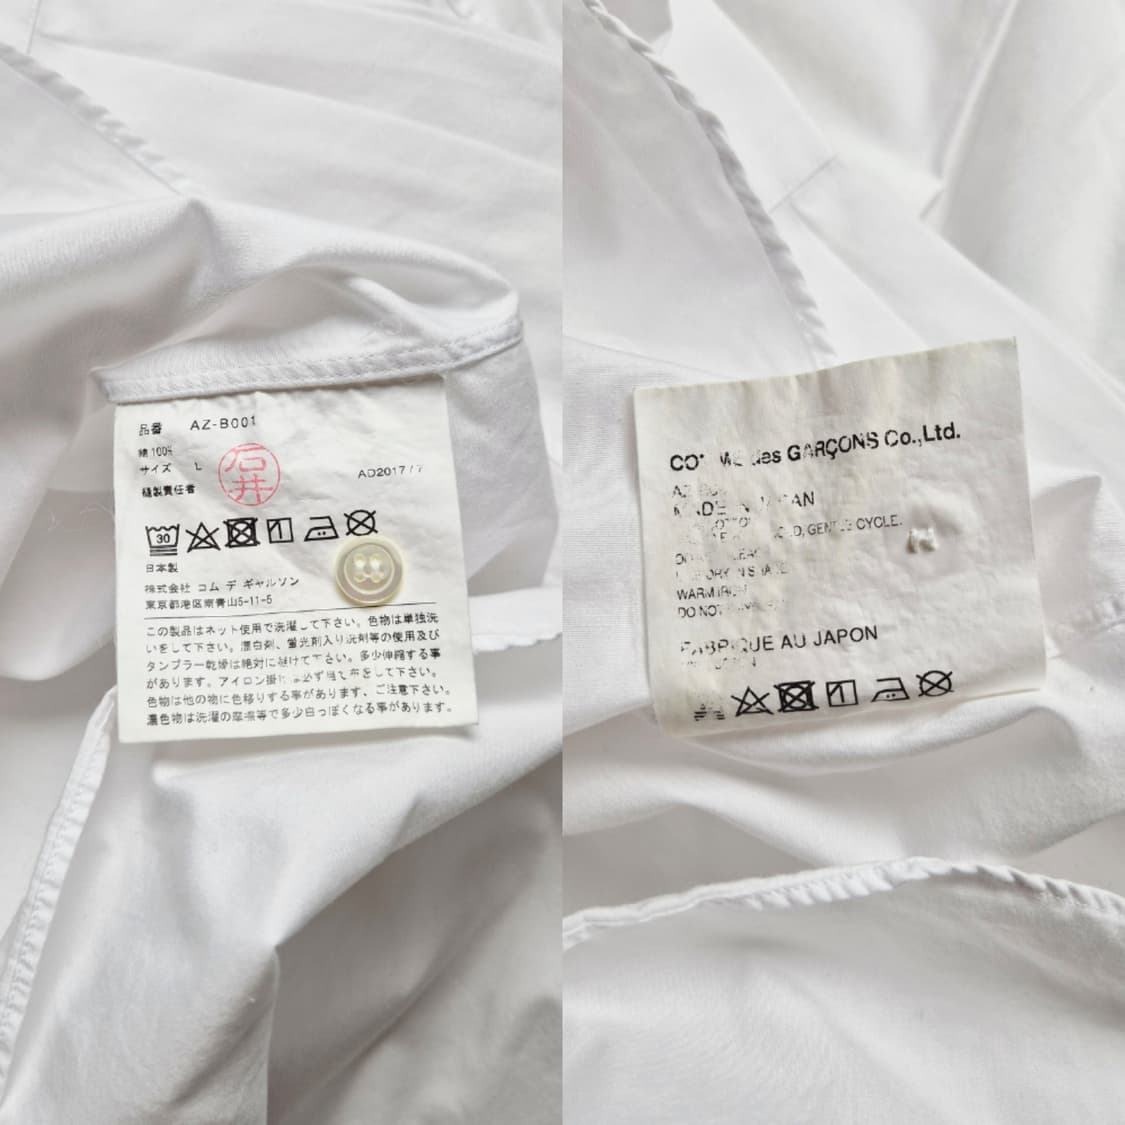 品番 AZ-B001
綿 100%
サイズ L
石井
AD2017/7
縫製責任者
30
日本製
株式会社 コム デ ギャルソン
東京都港区南青山5-11-5
この製品はネット使用で洗濯して下さい。色物は単独洗
いをして下さい。漂白剤、蛍光剤入り洗剤等の使用及び
タンブラー乾燥は絶対に避けて下さい。多少伸縮する事
があります。アイロン掛けは必ず当て布をして下さい。
色物は他の物に色移りする事があります、ご注意下さい。
濃色物は洗濯の摩擦等で多少白っぽくなる事があります。
des GARÇONS Co.,Ltd.
MADE IN JAPAN
GENTLE CYCLE.
WARM IRON
DO NOT
FABRIQUE AU JAPON